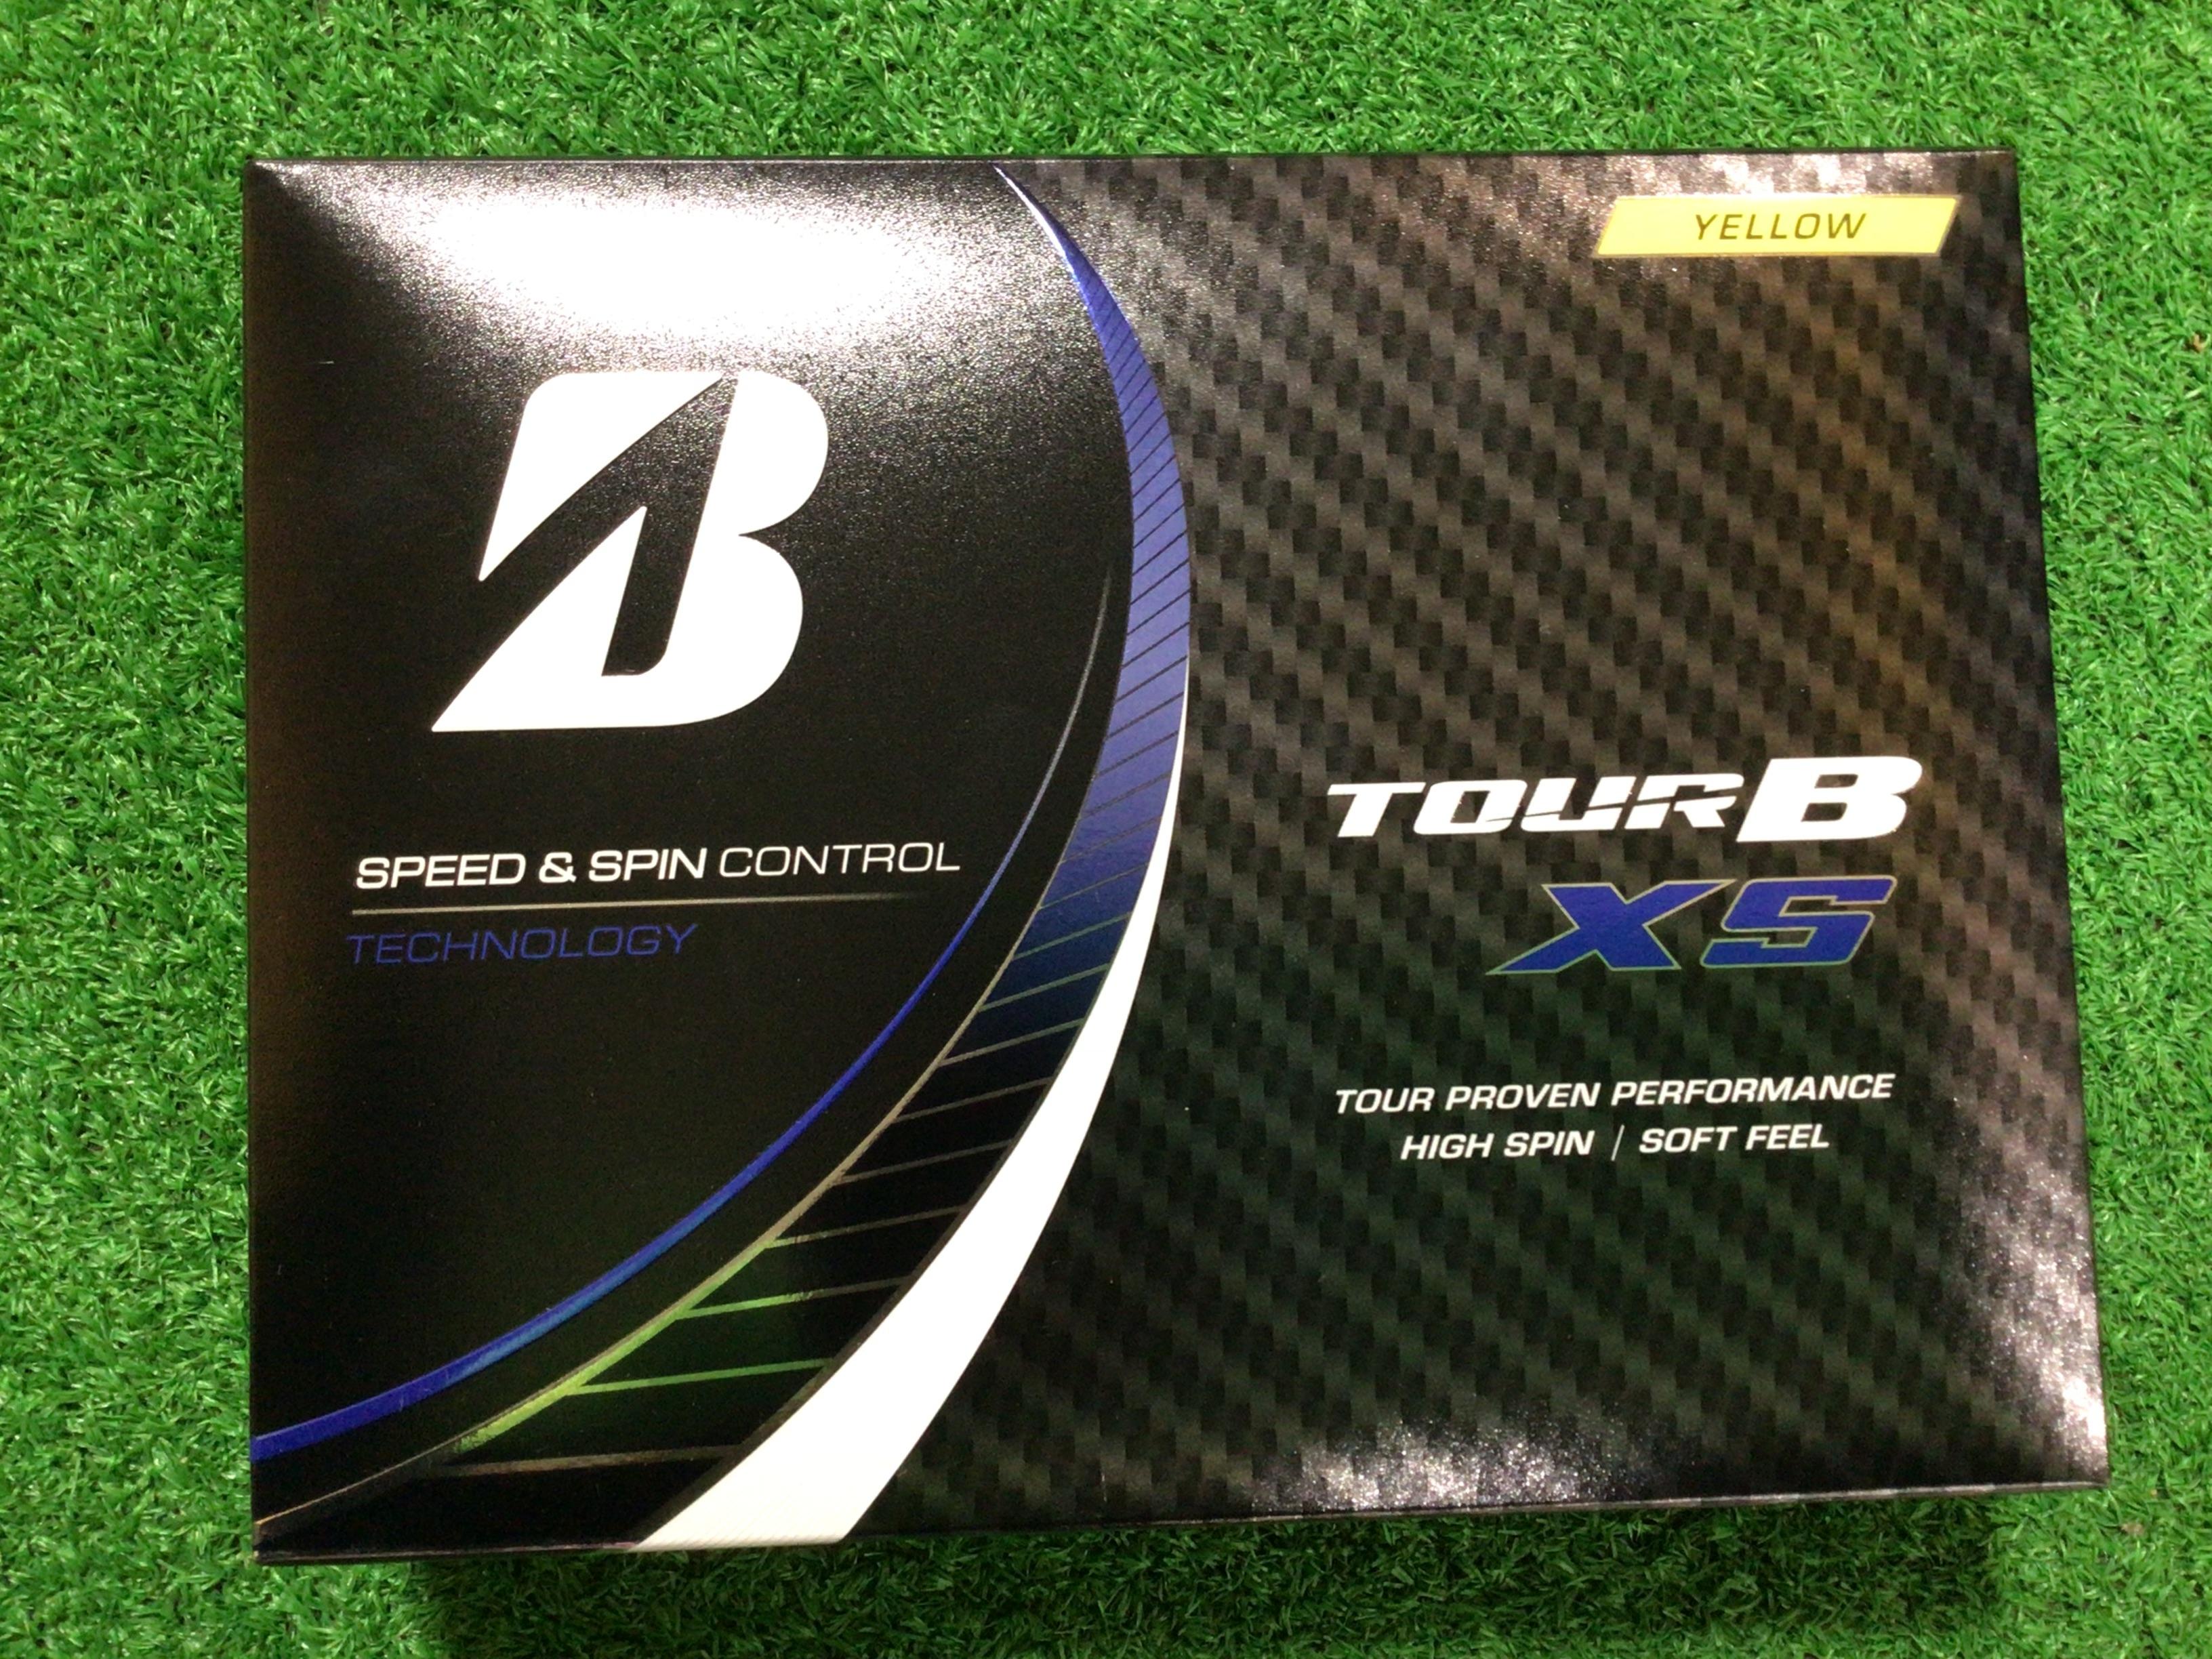 YELLOW
B
SPEED & SPIN CONTROL
TECHNOLOGY
TOUR B
XS
TOUR PROVEN PERFORMANCE
HIGH SPIN / SOFT FEEL